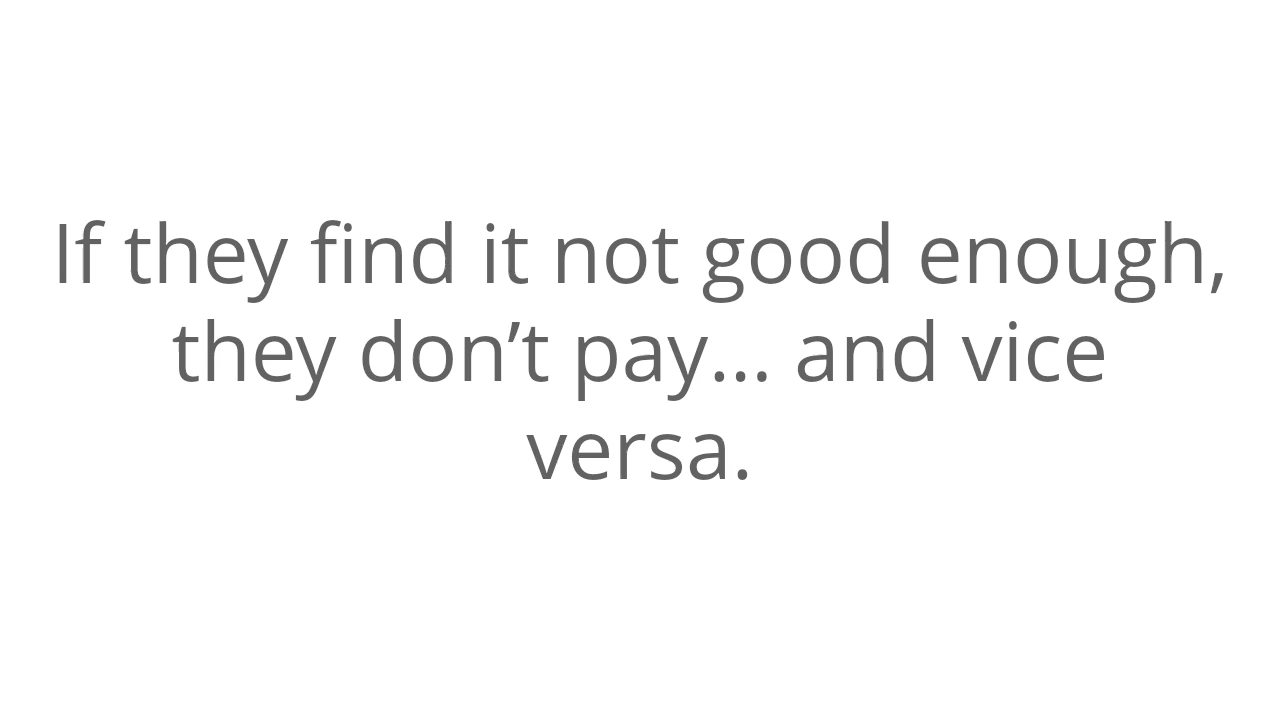 If they find it not good enough,
they don’t pay... and vice
versa.